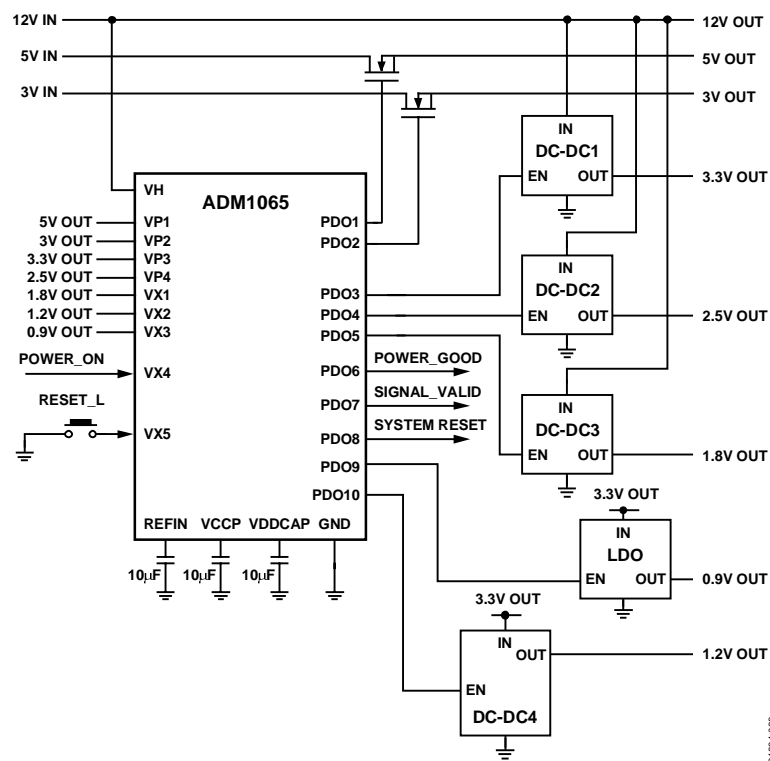 12V IN
12V OUT
5V IN
5V OUT
3V IN
3V OUT
IN
DC-DC1
EN OUT
3.3V OUT
VH
ADM1065
5V OUT
VP1
PDO1
3V OUT
VP2
PDO2
3.3V OUT
VP3
2.5V OUT
VP4
1.8V OUT
VX1
PDO3
1.2V OUT
VX2
PDO4
0.9V OUT
VX3
PDO5
IN
DC-DC2
EN OUT
2.5V OUT
POWER_ON
VX4
PDO6
POWER_GOOD
PDO7
SIGNAL_VALID
RESET_L
VX5
PDO8
SYSTEM RESET
IN
DC-DC3
EN OUT
1.8V OUT
PDO9
PDO10
REFIN VCCP VDDCAP GND
10μF 10μF 10μF
3.3V OUT
IN
LDO
EN OUT
0.9V OUT
3.3V OUT
IN
OUT
1.2V OUT
EN
DC-DC4